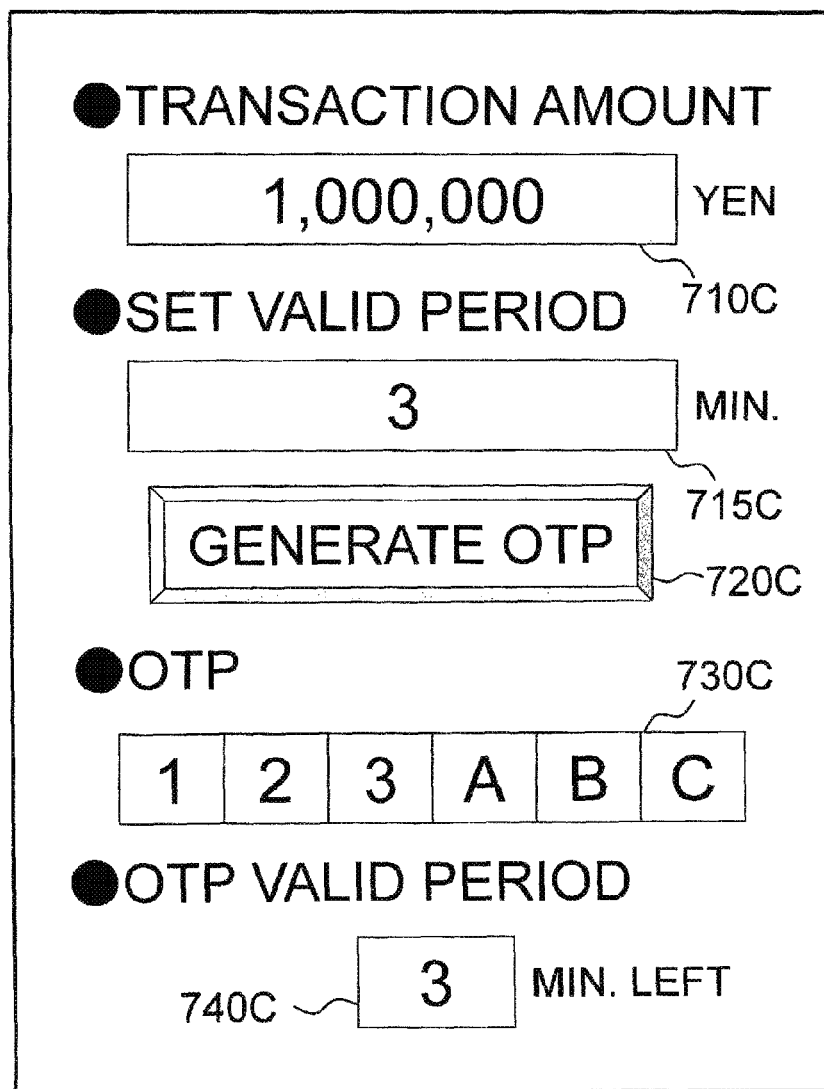 ●TRANSACTION AMOUNT
1,000,000 YEN
710C
●SET VALID PERIOD
3 MIN.
715C
GENERATE OTP
720C
●OTP
730C
1 2 3 A B C
●OTP VALID PERIOD
3 MIN. LEFT
740C